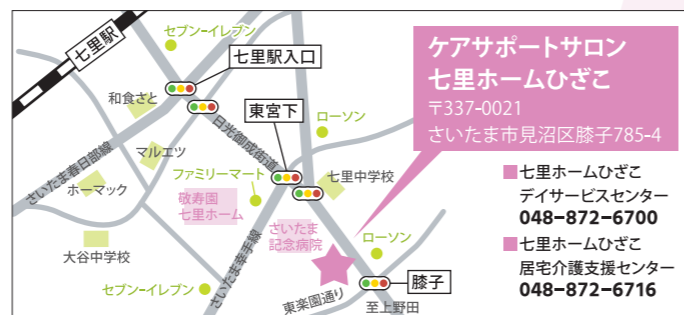 七里駅
セブン-イレブン
七里駅入口
和食さと
日光御成街道
東宮下
ローソン
さいたま春日部線
マルエツ
ホーマック
ファミリーマート
敬寿園
七里ホーム
七里中学校
さいたま
記念病院
大谷中学校
ローソン
さいたま幸手線
セブン-イレブン
膝子
東楽園通り
至上野田
ケアサポートサロン
七里ホームひざこ
〒337-0021
さいたま市見沼区膝子785-4
■七里ホームひざこ
デイサービスセンター
048-872-6700
■七里ホームひざこ
居宅介護支援センター
048-872-6716